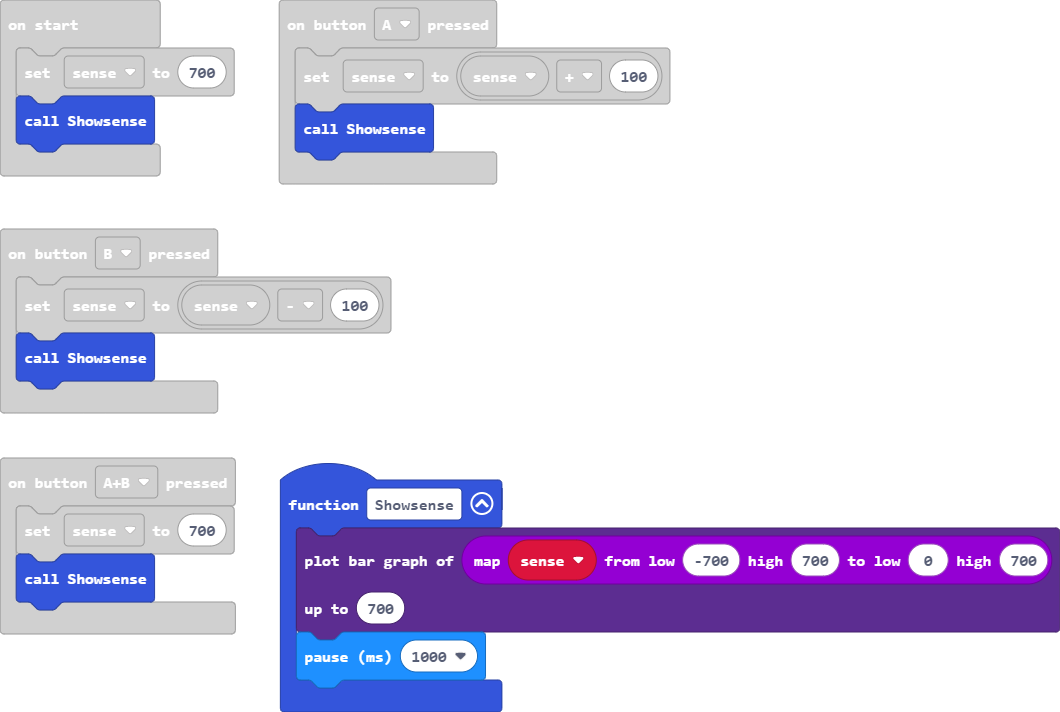 on start
set sense to 700
call Showsense
on button A pressed
set sense to sense + 100
call Showsense
on button B pressed
set sense to sense - 100
call Showsense
on button A+B pressed
set sense to 700
call Showsense
function Showsense
plot bar graph of map sense from low -700 high 700 to low 0 high 700
up to 700
pause (ms) 1000